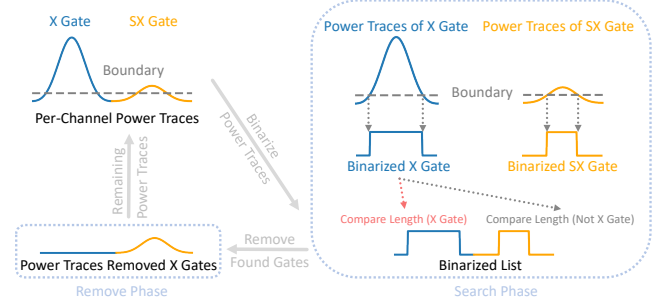 X Gate
SX Gate
Boundary
Per-Channel Power Traces
Binarize
Power Traces
Remaining
Power Traces
Power Traces Removed X Gates
Remove Phase
Remove
Found Gates
Power Traces of X Gate
Power Traces of SX Gate
Boundary
Binarized X Gate
Binarized SX Gate
Compare Length (X Gate)
Compare Length (Not X Gate)
Binarized List
Search Phase